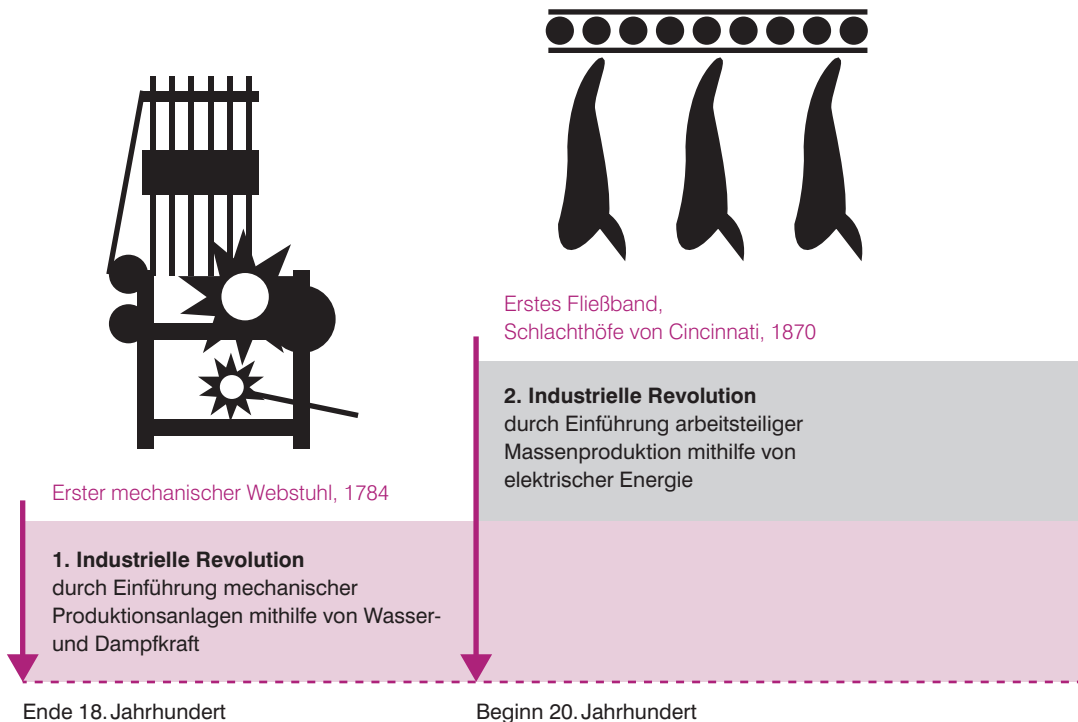 Erstes Fließband,
Schlachthöfe von Cincinnati, 1870
2. Industrielle Revolution
durch Einführung arbeitsteiliger
Massenproduktion mithilfe von
elektrischer Energie
Erster mechanischer Webstuhl, 1784
1. Industrielle Revolution
durch Einführung mechanischer
Produktionsanlagen mithilfe von Wasser-
und Dampfkraft
Ende 18. Jahrhundert
Beginn 20. Jahrhundert